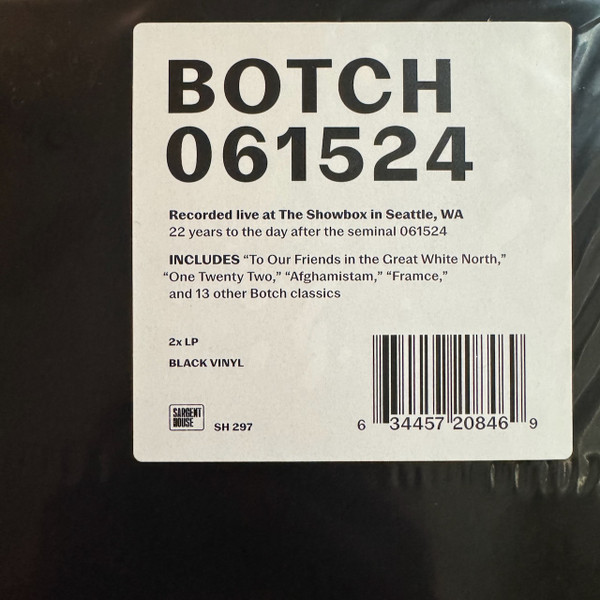 BOTCH
061524
Recorded live at The Showbox in Seattle, WA
22 years to the day after the seminal 061524
INCLUDES “To Our Friends in the Great White North,”
“One Twenty Two,” “Afghamistam,” “Framce,”
and 13 other Botch classics
2x LP
BLACK VINYL
SARGENT
HOUSE
SH 297
6 34457 20846 9